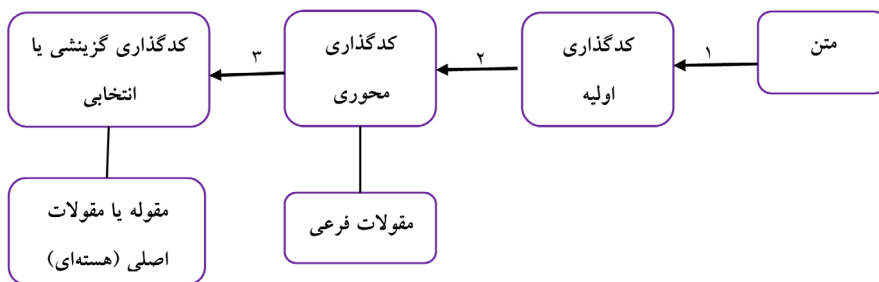 متن
۱
کدگذاری
اولیه
۲
کدگذاری
محوری
۳
کدگذاری گزینشی یا
انتخابی
مقولات فرعی
مقوله یا مقولات
اصلی (هسته‌ای)